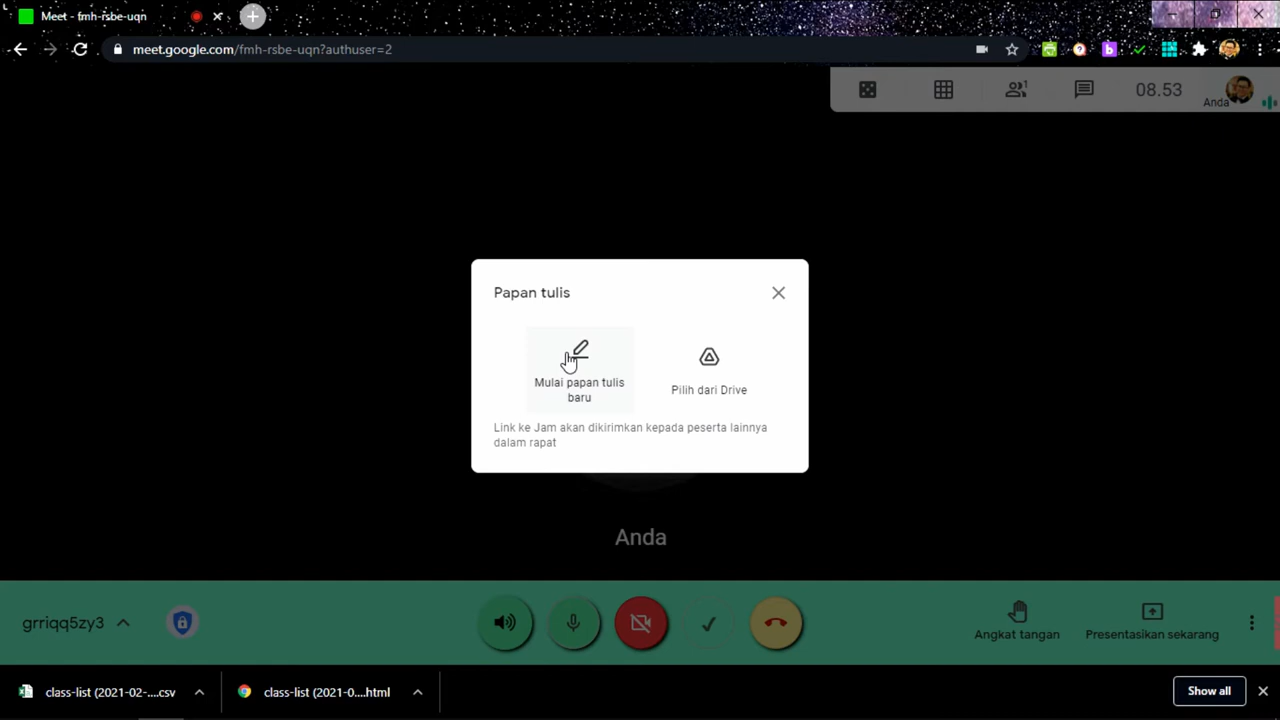 Meet - fmh-rsbe-uqn
meet.google.com/fmh-rsbe-uqn?authuser=2
1
08.53
Anda
Papan tulis
Mulai papan tulis
baru
Pilih dari Drive
Link ke Jam akan dikirimkan kepada peserta lainnya
dalam rapat
Anda
grriqq5zy3
Angkat tangan
Presentasikan sekarang
class-list (2021-02-....csv
class-list (2021-0....html
Show all